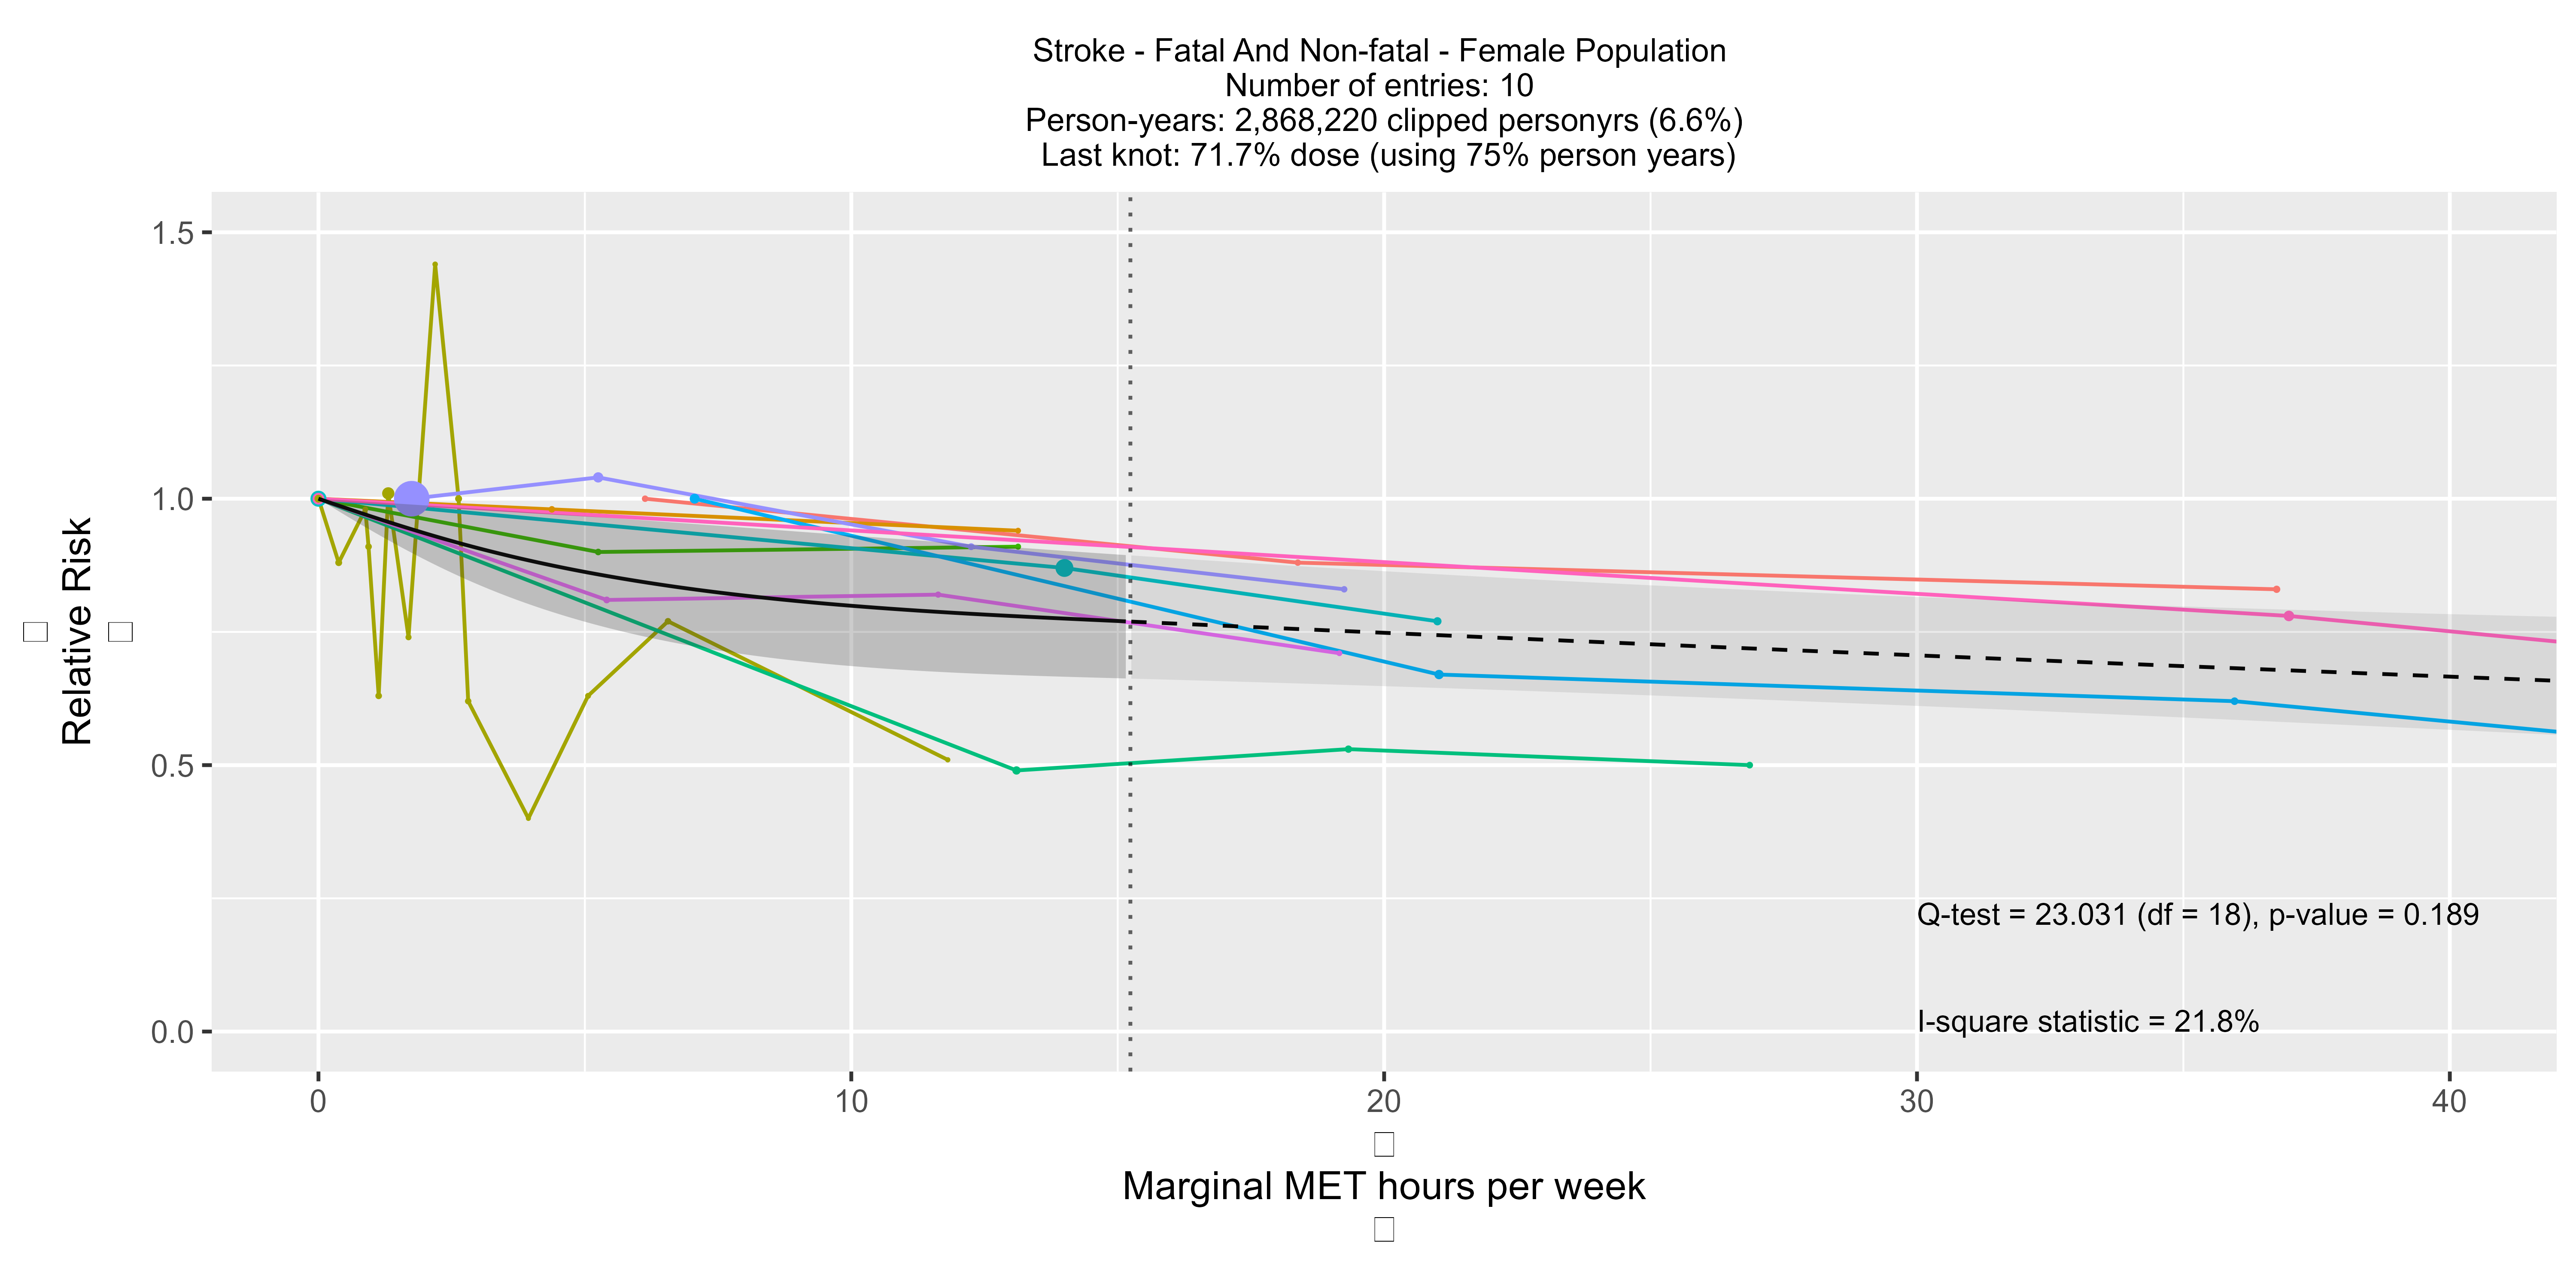 Stroke - Fatal And Non-fatal - Female Population
Number of entries: 10
Person-years: 2,868,220 clipped personyrs (6.6%)
Last knot: 71.7% dose (using 75% person years)
1.5
1.0
0.5
0.0
Relative Risk
Q-test = 23.031 (df = 18), p-value = 0.189
I-square statistic = 21.8%
0 10 20 30 40
Marginal MET hours per week